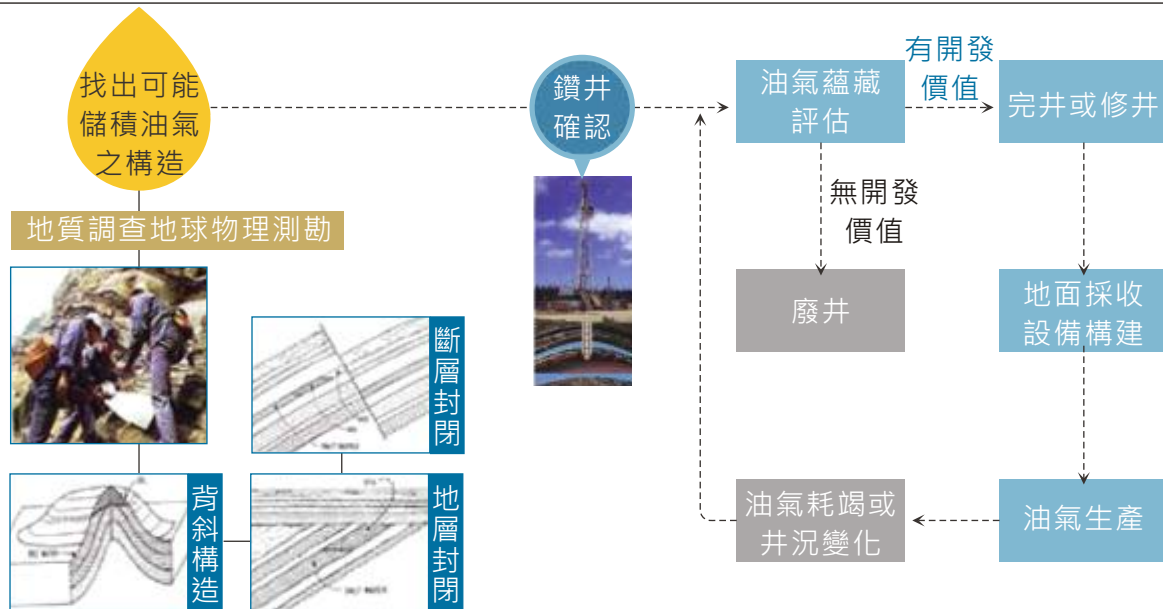 找出可能
儲積油氣
之構造
鑽井
確認
油氣蘊藏
評估
有開發
價值
完井或修井
無開發
價值
地質調查地球物理測勘
廢井
地面採收
設備構建
斷層封閉
背斜構造
地層封閉
油氣耗竭或
井況變化
油氣生產